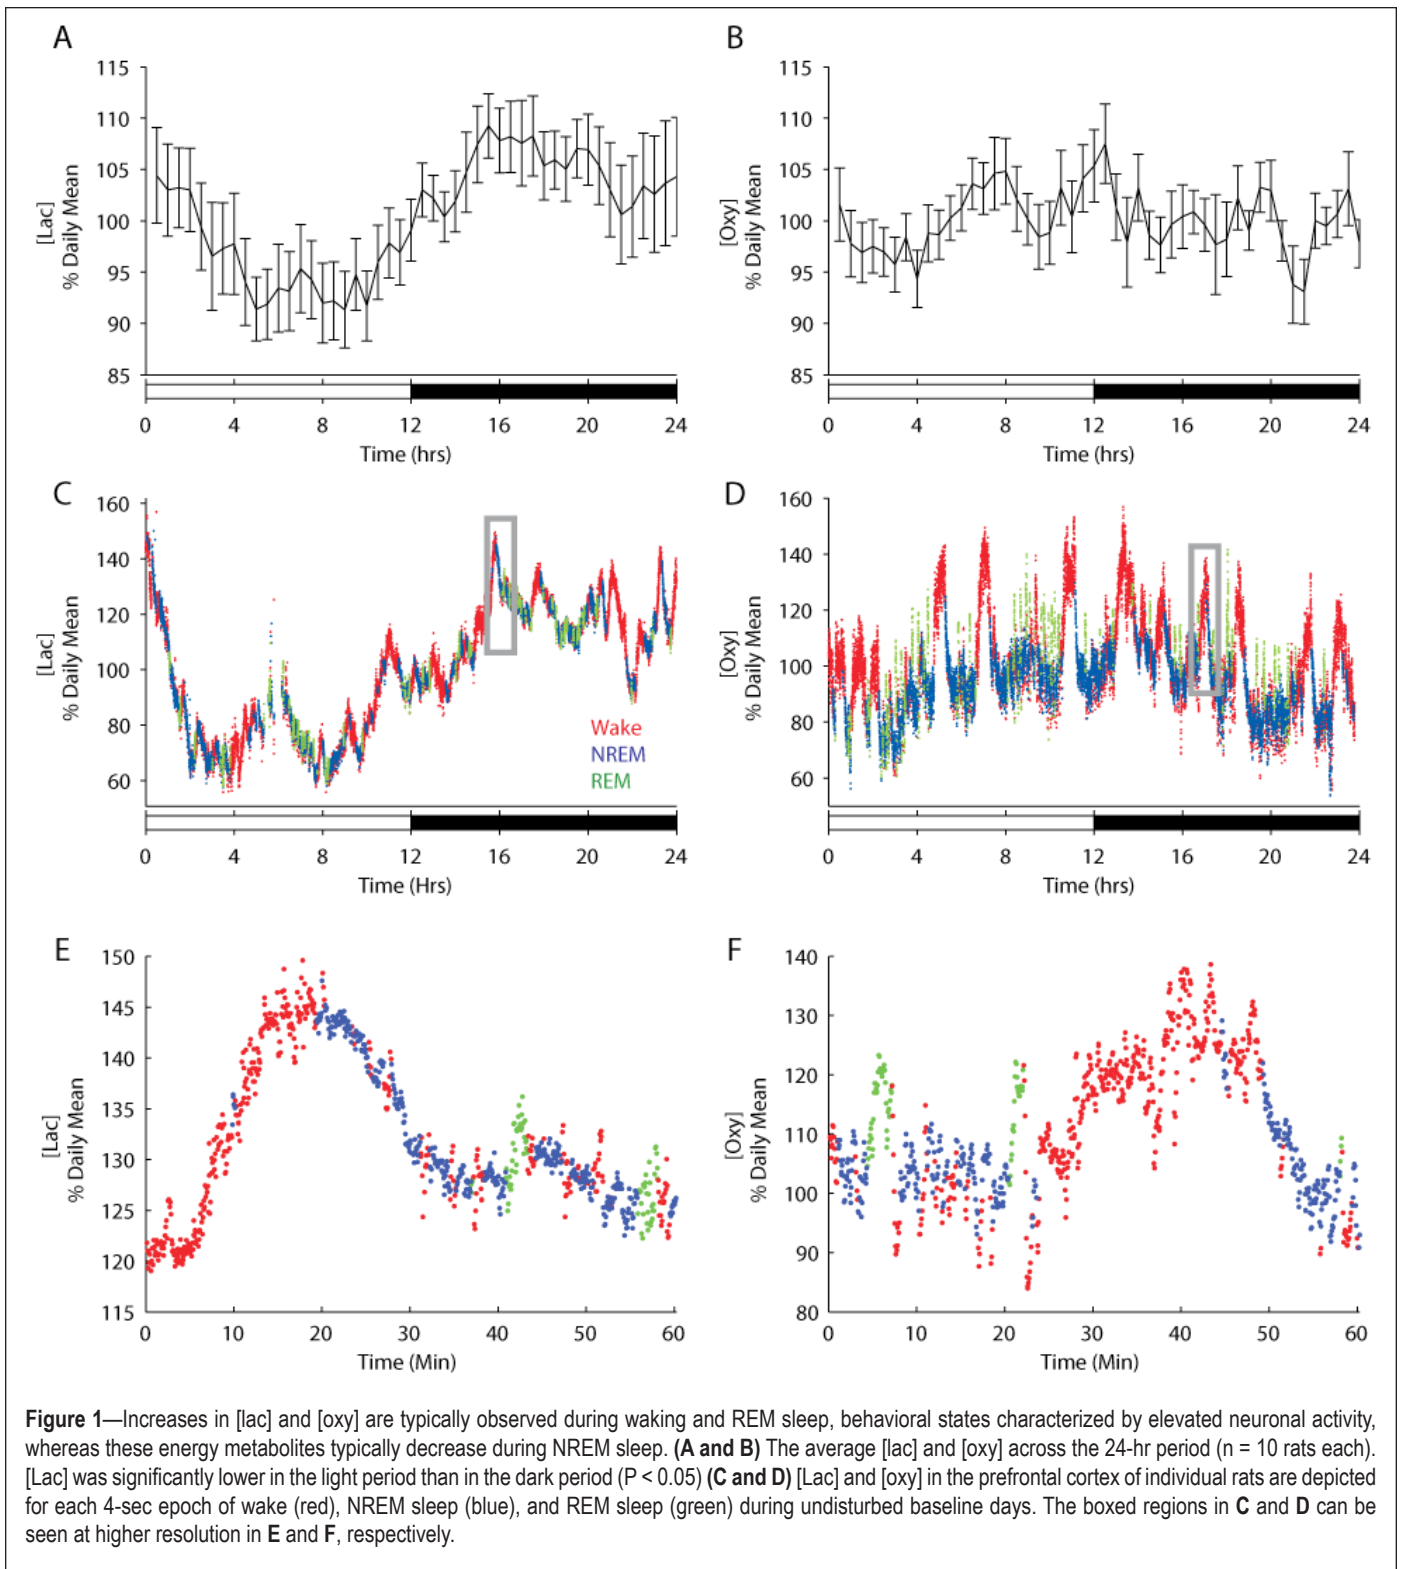 A
B
115
110
105
100
95
90
85
[Lac]
% Daily Mean
0 4 8 12 16 20 24
Time (hrs)
115
110
105
100
95
90
85
[Oxy]
% Daily Mean
0 4 8 12 16 20 24
Time (hrs)
C
D
160
140
120
100
80
60
[Lac]
% Daily Mean
Wake
NREM
REM
0 4 8 12 16 20 24
Time (Hrs)
160
140
120
100
80
60
[Oxy]
% Daily Mean
0 4 8 12 16 20 24
Time (hrs)
E
F
150
145
140
135
130
125
120
115
[Lac]
% Daily Mean
0 10 20 30 40 50 60
Time (Min)
140
130
120
110
100
90
80
[Oxy]
% Daily Mean
0 10 20 30 40 50 60
Time (Min)
Figure 1—Increases in [lac] and [oxy] are typically observed during waking and REM sleep, behavioral states characterized by elevated neuronal activity,
whereas these energy metabolites typically decrease during NREM sleep. (A and B) The average [lac] and [oxy] across the 24-hr period (n = 10 rats each).
[Lac] was significantly lower in the light period than in the dark period (P < 0.05) (C and D) [Lac] and [oxy] in the prefrontal cortex of individual rats are depicted
for each 4-sec epoch of wake (red), NREM sleep (blue), and REM sleep (green) during undisturbed baseline days. The boxed regions in C and D can be
seen at higher resolution in E and F, respectively.